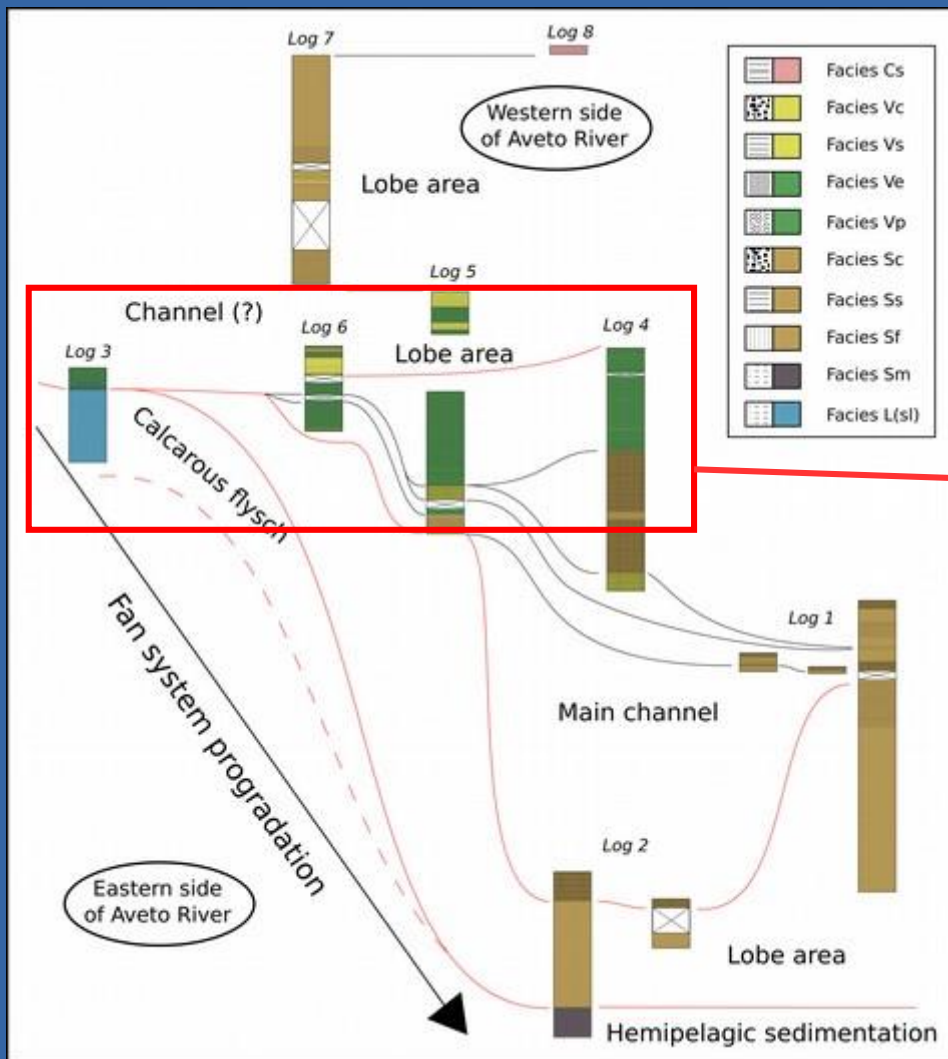 Log 7
Log 8
Western side
of Aveto River
Lobe area
Facies Cs
Facies Vc
Facies Vs
Facies Ve
Facies Vp
Facies Sc
Facies Ss
Facies Sf
Facies Sm
Facies L(sl)
Log 5
Channel (?)
Log 6
Log 4
Log 3
Lobe area
Calcarous flysch
Fan system progradation
Log 1
Main channel
Log 2
Eastern side
of Aveto River
Lobe area
Hemipelagic sedimentation